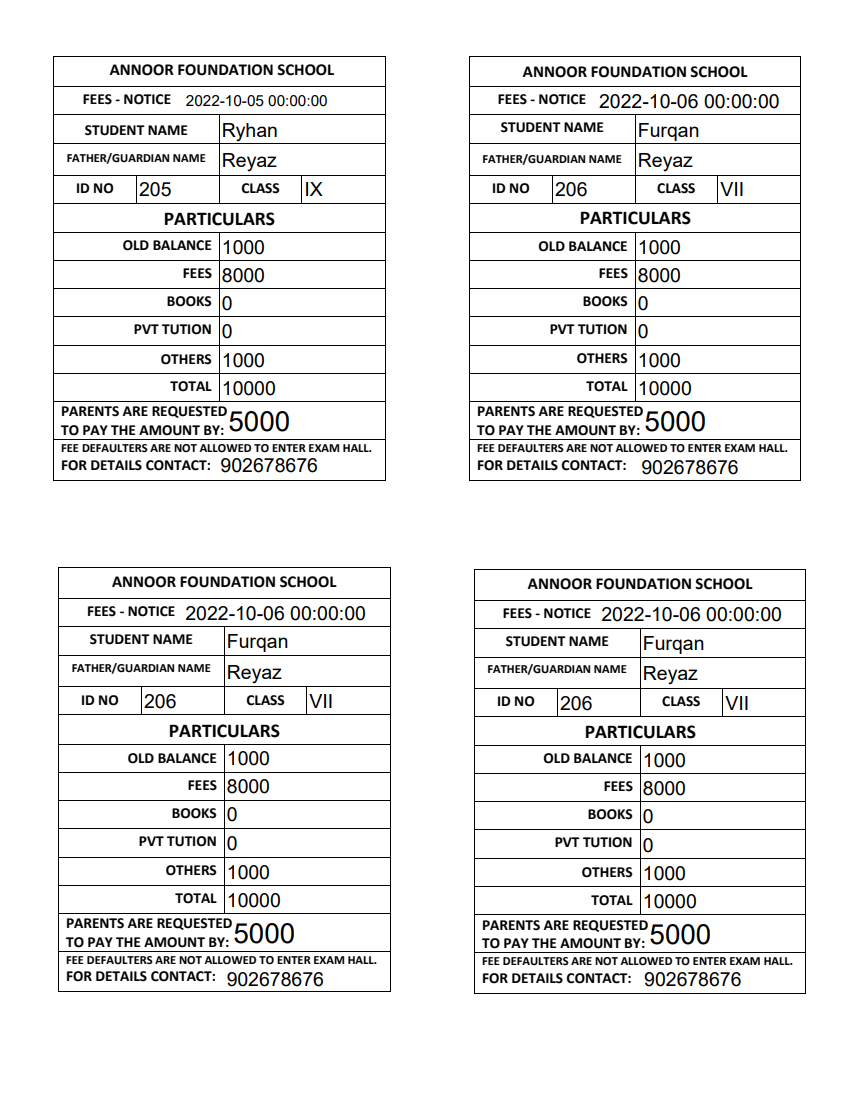 ANNOOR FOUNDATION SCHOOL
FEES - NOTICE 2022-10-05 00:00:00
STUDENT NAME Ryhan
FATHER/GUARDIAN NAME Reyaz
ID NO 205 CLASS IX
PARTICULARS
OLD BALANCE 1000
FEES 8000
BOOKS 0
PVT TUTION 0
OTHERS 1000
TOTAL 10000
PARENTS ARE REQUESTED
TO PAY THE AMOUNT BY: 5000
FEE DEFAULTERS ARE NOT ALLOWED TO ENTER EXAM HALL.
FOR DETAILS CONTACT: 902678676
ANNOOR FOUNDATION SCHOOL
FEES - NOTICE 2022-10-06 00:00:00
STUDENT NAME Furqan
FATHER/GUARDIAN NAME Reyaz
ID NO 206 CLASS VII
PARTICULARS
OLD BALANCE 1000
FEES 8000
BOOKS 0
PVT TUTION 0
OTHERS 1000
TOTAL 10000
PARENTS ARE REQUESTED
TO PAY THE AMOUNT BY: 5000
FEE DEFAULTERS ARE NOT ALLOWED TO ENTER EXAM HALL.
FOR DETAILS CONTACT: 902678676
ANNOOR FOUNDATION SCHOOL
FEES - NOTICE 2022-10-06 00:00:00
STUDENT NAME Furqan
FATHER/GUARDIAN NAME Reyaz
ID NO 206 CLASS VII
PARTICULARS
OLD BALANCE 1000
FEES 8000
BOOKS 0
PVT TUTION 0
OTHERS 1000
TOTAL 10000
PARENTS ARE REQUESTED
TO PAY THE AMOUNT BY: 5000
FEE DEFAULTERS ARE NOT ALLOWED TO ENTER EXAM HALL.
FOR DETAILS CONTACT: 902678676
ANNOOR FOUNDATION SCHOOL
FEES - NOTICE 2022-10-06 00:00:00
STUDENT NAME Furqan
FATHER/GUARDIAN NAME Reyaz
ID NO 206 CLASS VII
PARTICULARS
OLD BALANCE 1000
FEES 8000
BOOKS 0
PVT TUTION 0
OTHERS 1000
TOTAL 10000
PARENTS ARE REQUESTED
TO PAY THE AMOUNT BY: 5000
FEE DEFAULTERS ARE NOT ALLOWED TO ENTER EXAM HALL.
FOR DETAILS CONTACT: 902678676